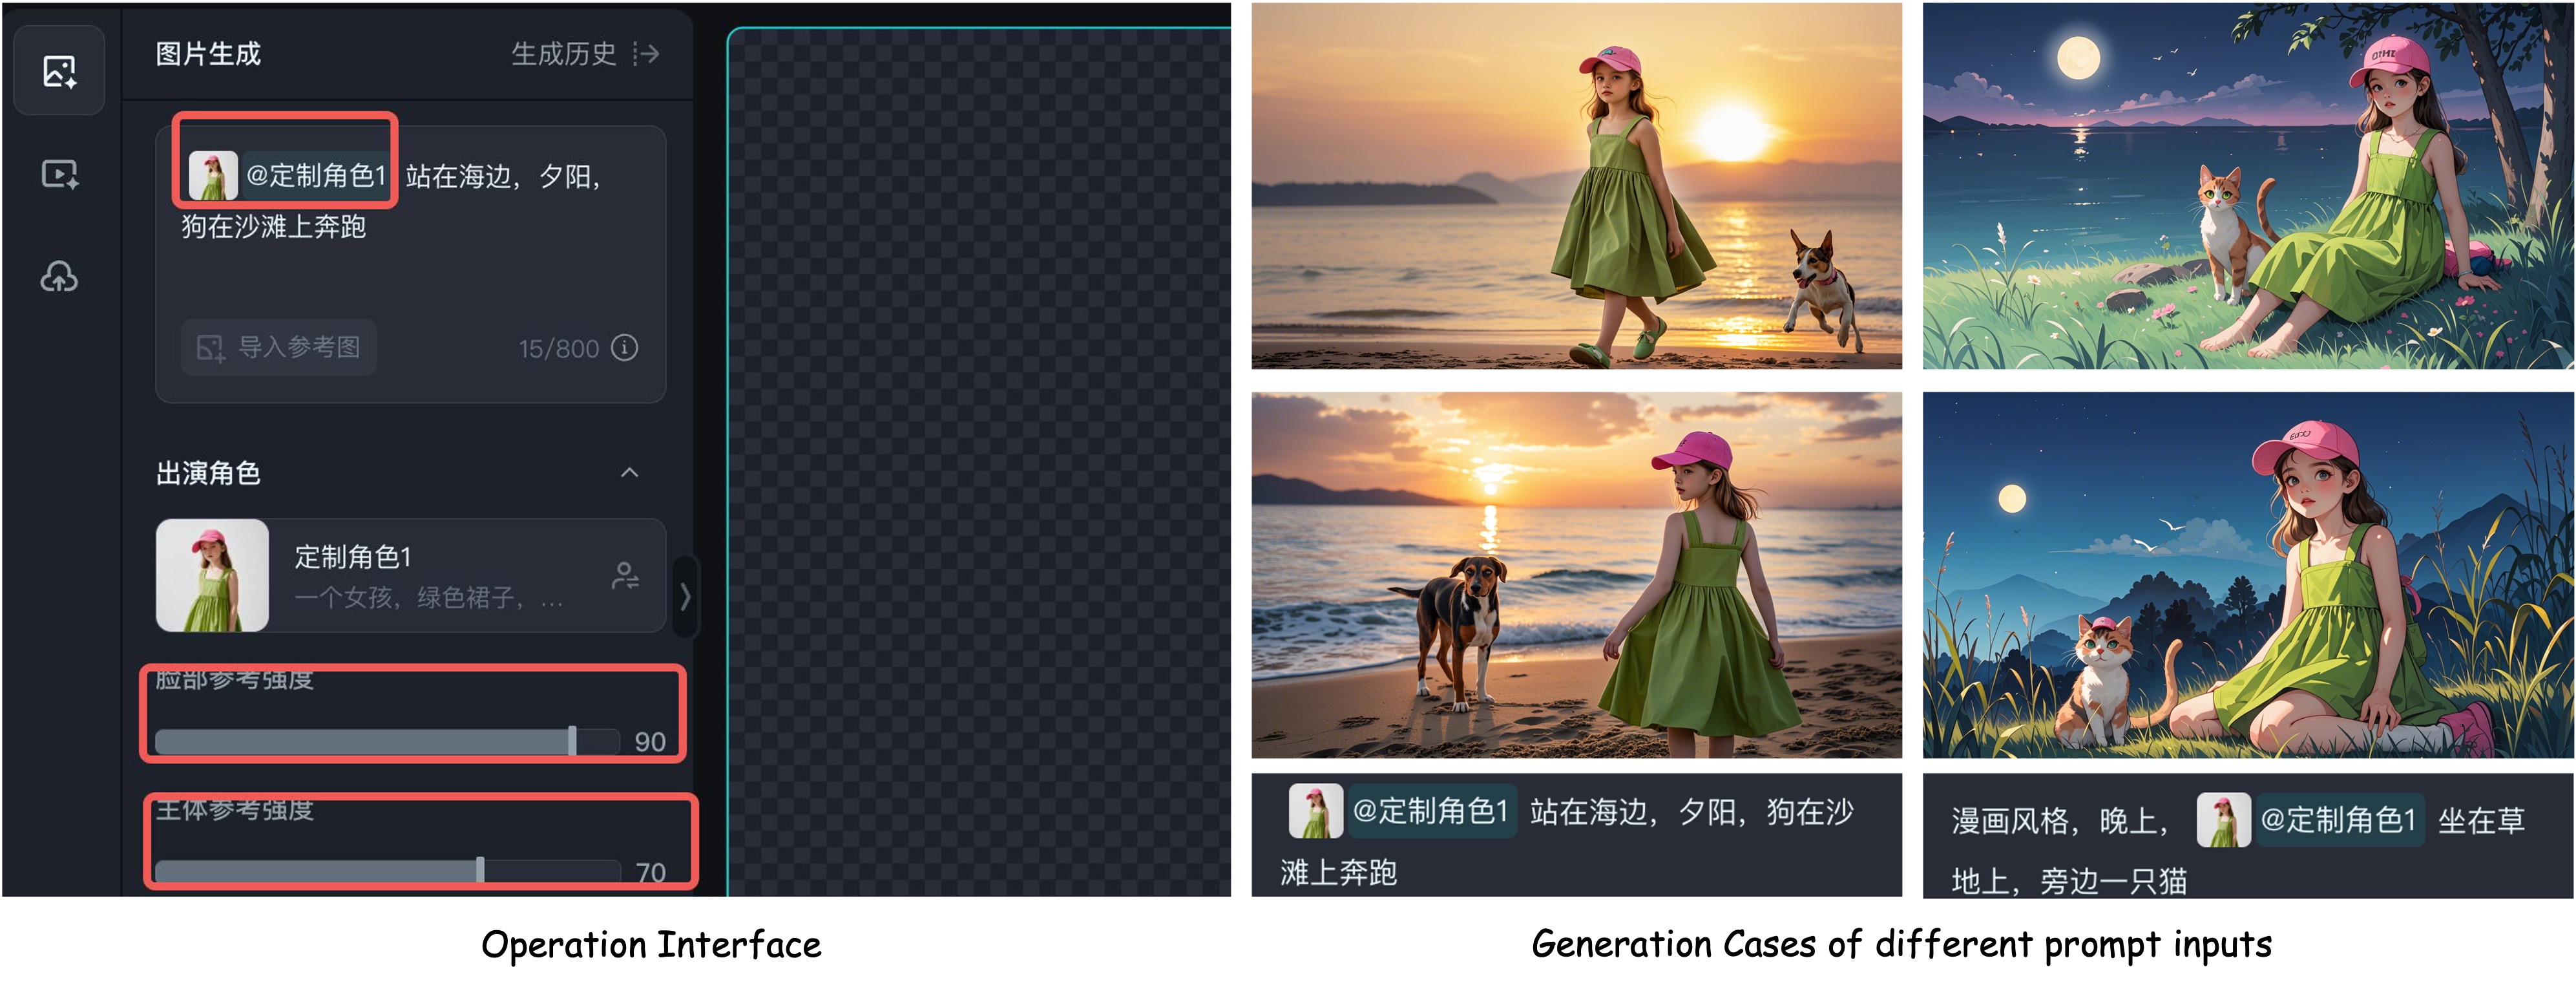 图片生成
生成历史
@定制角色1 站在海边，夕阳，
狗在沙滩上奔跑
导入参考图
15/800
出演角色
定制角色1
一个女孩，绿色裙子，...
脸部参考强度
90
主体参考强度
70
@定制角色1 站在海边，夕阳，狗在沙
滩上奔跑
漫画风格，晚上， @定制角色1 坐在草
地上，旁边一只猫
Operation Interface
Generation Cases of different prompt inputs